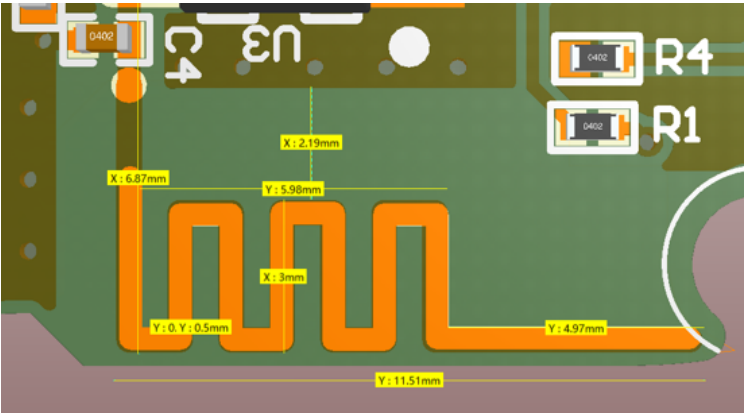 0402
C4
U3
0402
R4
0402
R1
X : 2.19mm
X : 6.87mm
Y : 5.98mm
X : 3mm
Y : 0. Y : 0.5mm
Y : 4.97mm
Y : 11.51mm